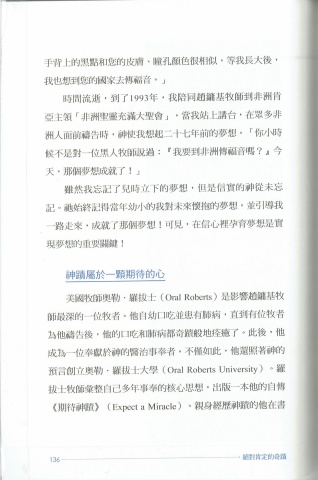 手背上的黑點和您的皮膚、瞳孔顏色很相似。等我長大後，
我也想到您的國家去傳福音。」
時間流逝，到了1993年，我陪同趙鏞基牧師到非洲肯
亞主領「非洲聖靈充滿大聖會」，當我站上講台，在眾多非
洲人面前禱告時，神使我想起二十七年前的夢想。「你小時
候不是對一位黑人牧師說過：『我要到非洲傳福音嗎？』今
天，那個夢想成就了！」
雖然我忘記了兒時立下的夢想，但是信實的神從未忘
記。祂始終記得當年幼小的我對未來懷抱的夢想，並引導我
一路走來，成就了那個夢想！可見，在信心裡孕育夢想是實
現夢想的重要關鍵！
神蹟屬於一顆期待的心
美國牧師奧勒．羅拔士（Oral Roberts）是影響趙鏞基牧
師最深的一位牧者。他自幼口吃並患有肺病，直到有位牧者
為他禱告後，他的口吃和肺病都奇蹟般地痊癒了。此後，他
成為一位奉獻於神的醫治事奉者。不僅如此，他還照著神的
預言創立奧勒．羅拔士大學（Oral Roberts University）。羅
拔士牧師彙整自己多年事奉的核心思想，出版一本他的自傳
《期待神蹟》（Expect a Miracle），親身經歷神蹟的他在書
136
絕對肯定的奇蹟